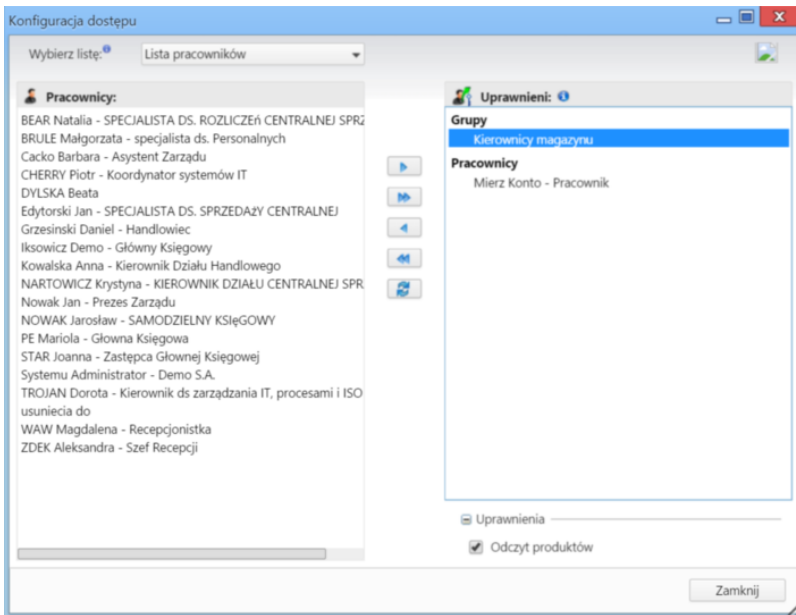 Konfiguracja dostępu
Wybierz listę:
Lista pracowników
Pracownicy:
BEAR Natalia - SPECJALISTA DS. ROZLICZEń CENTRALNEJ SPRZ
BRULE Małgorzata - specjalista ds. Personalnych
Cacko Barbara - Asystent Zarządu
CHERRY Piotr - Koordynator systemów IT
DYLSKA Beata
Edytorski Jan - SPECJALISTA DS. SPRZEDAżY CENTRALNEJ
Grzesinski Daniel - Handlowiec
Iksowicz Demo - Główny Księgowy
Kowalska Anna - Kierownik Działu Handlowego
NARTOWICZ Krystyna - KIEROWNIK DZIAŁU CENTRALNEJ SPR
Nowak Jan - Prezes Zarządu
NOWAK Jarosław - SAMODZIELNY KSIęGOWY
PE Mariola - Głowna Księgowa
STAR Joanna - Zastępca Głownej Księgowej
Systemu Administrator - Demo S.A.
TROJAN Dorota - Kierownik ds zarządzania IT, procesami i ISO
usuniecia do
WAW Magdalena - Recepcjonistka
ZDEK Aleksandra - Szef Recepcji
Uprawnieni:
Grupy
Kierownicy magazynu
Pracownicy
Mierz Konto - Pracownik
Uprawnienia
Odczyt produktów
Zamknij